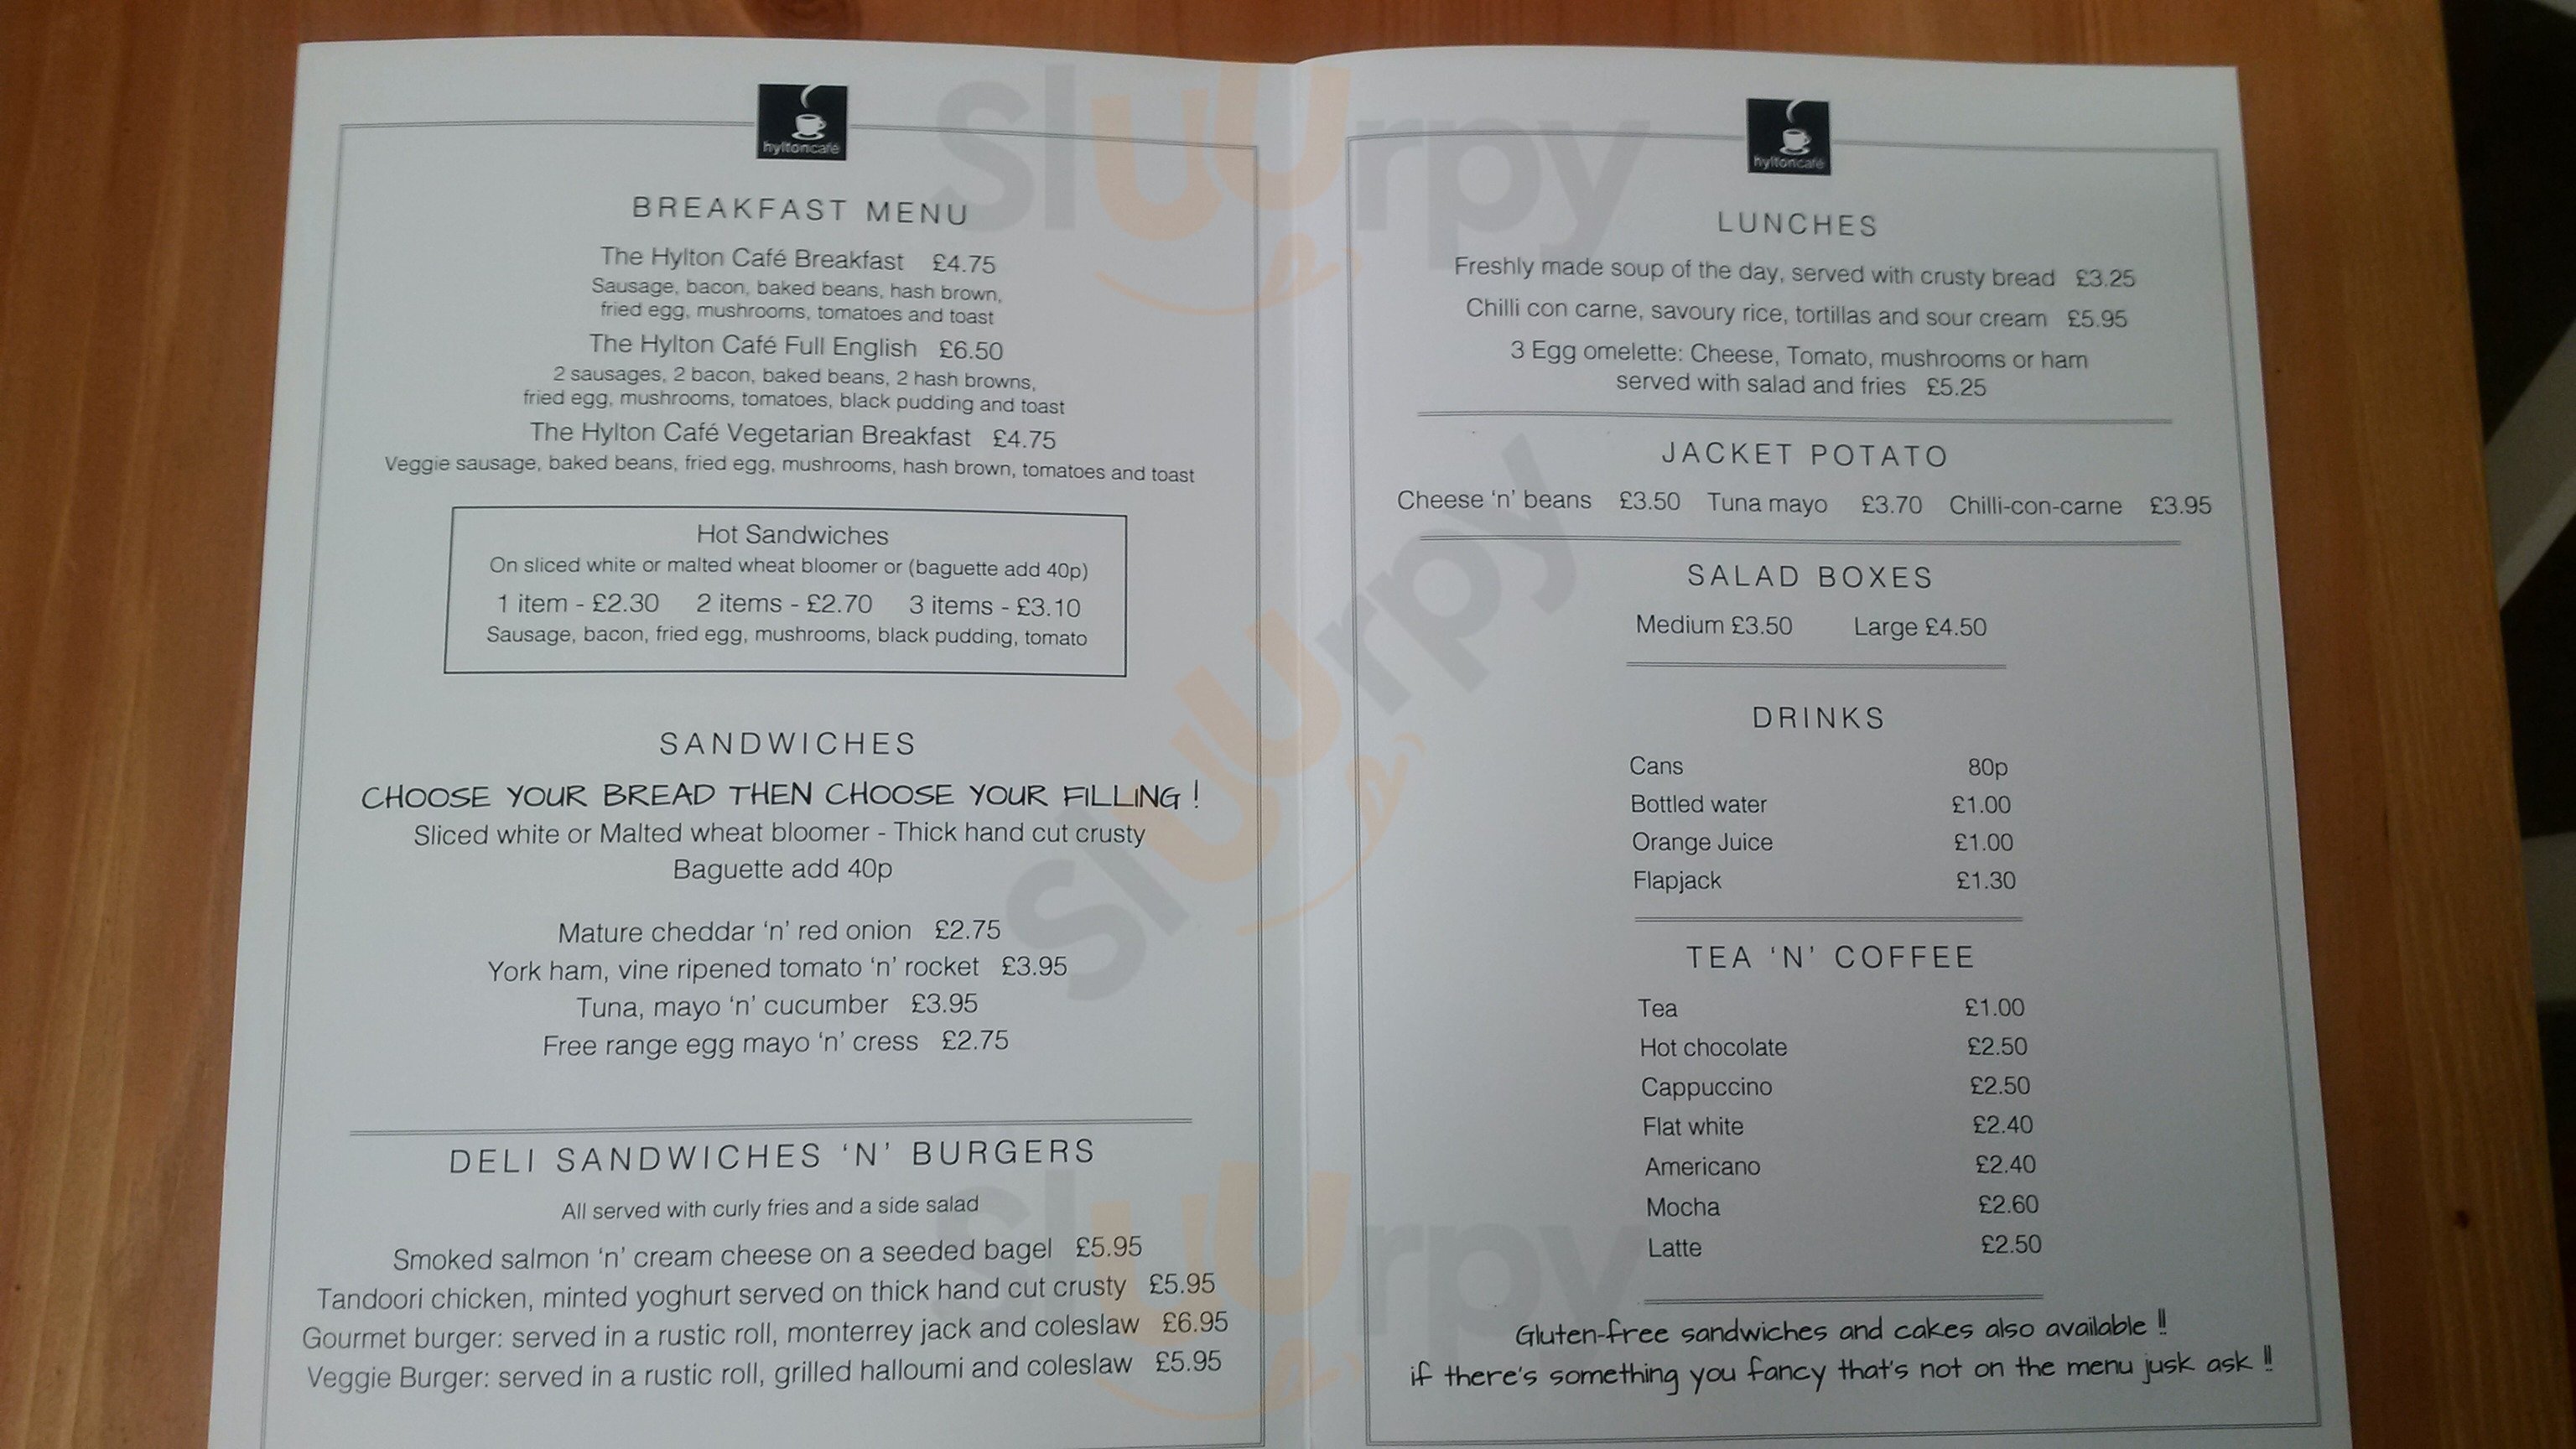 hyltoncafé
BREAKFAST MENU
The Hylton Café Breakfast £4.75
Sausage, bacon, baked beans, hash brown,
fried egg, mushrooms, tomatoes and toast
The Hylton Café Full English £6.50
2 sausages, 2 bacon, baked beans, 2 hash browns,
fried egg, mushrooms, tomatoes, black pudding and toast
The Hylton Café Vegetarian Breakfast £4.75
Veggie sausage, baked beans, fried egg, mushrooms, hash brown, tomatoes and toast
Hot Sandwiches
On sliced white or malted wheat bloomer or (baguette add 40p)
1 item - £2.30 2 items - £2.70 3 items - £3.10
Sausage, bacon, fried egg, mushrooms, black pudding, tomato
SANDWICHES
CHOOSE YOUR BREAD THEN CHOOSE YOUR FILLING !
Sliced white or Malted wheat bloomer - Thick hand cut crusty
Baguette add 40p
Mature cheddar 'n' red onion £2.75
York ham, vine ripened tomato 'n' rocket £3.95
Tuna, mayo 'n' cucumber £3.95
Free range egg mayo 'n' cress £2.75
DELI SANDWICHES 'N' BURGERS
All served with curly fries and a side salad
Smoked salmon 'n' cream cheese on a seeded bagel £5.95
Tandoori chicken, minted yoghurt served on thick hand cut crusty £5.95
Gourmet burger: served in a rustic roll, monterrey jack and coleslaw £6.95
Veggie Burger: served in a rustic roll, grilled halloumi and coleslaw £5.95
hyltoncafé
LUNCHES
Freshly made soup of the day, served with crusty bread £3.25
Chilli con carne, savoury rice, tortillas and sour cream £5.95
3 Egg omelette: Cheese, Tomato, mushrooms or ham
served with salad and fries £5.25
JACKET POTATO
Cheese 'n' beans £3.50 Tuna mayo £3.70 Chilli-con-carne £3.95
SALAD BOXES
Medium £3.50 Large £4.50
DRINKS
Cans 80p
Bottled water £1.00
Orange Juice £1.00
Flapjack £1.30
TEA 'N' COFFEE
Tea £1.00
Hot chocolate £2.50
Cappuccino £2.50
Flat white £2.40
Americano £2.40
Mocha £2.60
Latte £2.50
Gluten-free sandwiches and cakes also available !!
if there's something you fancy that's not on the menu jusk ask !!
Sluurpy
Sluurpy
Sluurpy